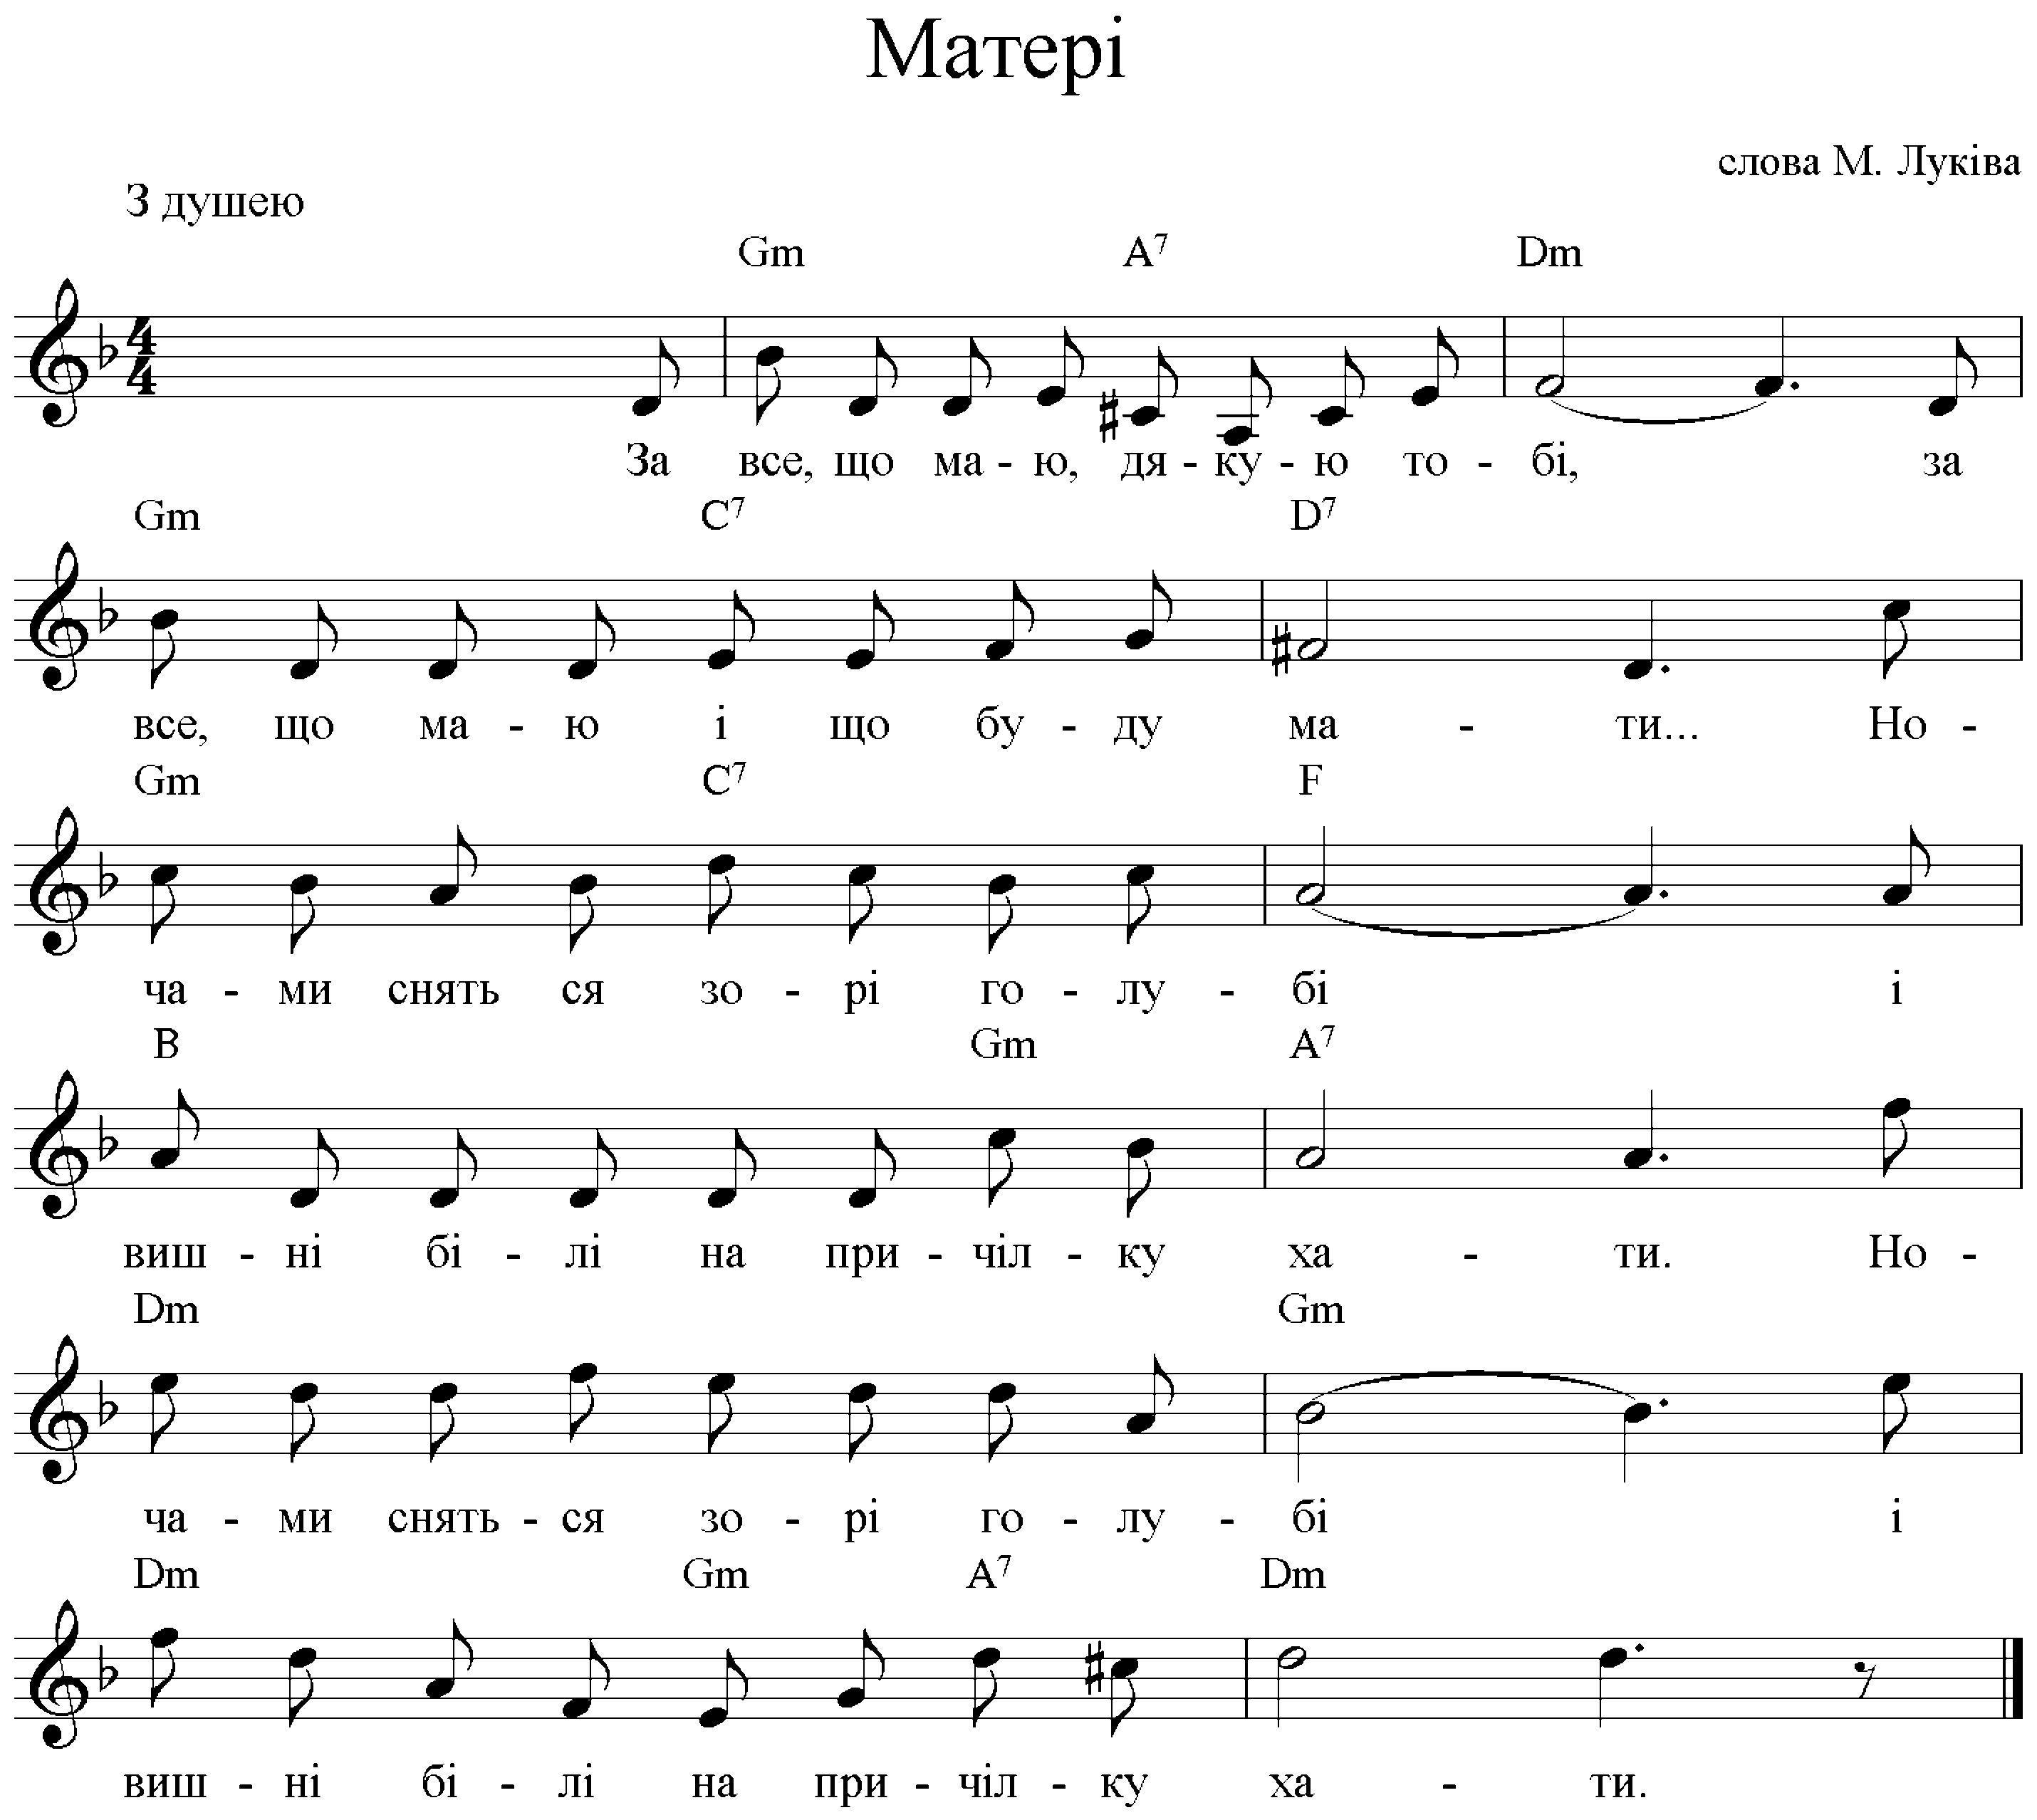 Матері
слова М. Луківа
З душею
Gm A7 Dm
За все, що ма - ю, дя - ку - ю то - бі, за
Gm C7 D7
все, що ма - ю і що бу - ду ма - ти... Но -
Gm C7 F
ча - ми снять ся зо - рі го - лу - бі і
B Gm A7
виш - ні бі - лі на при - чіл - ку ха - ти. Но -
Dm Gm
ча - ми снять - ся зо - рі го - лу - бі і
Dm Gm A7 Dm
виш - ні бі - лі на при - чіл - ку ха - ти.